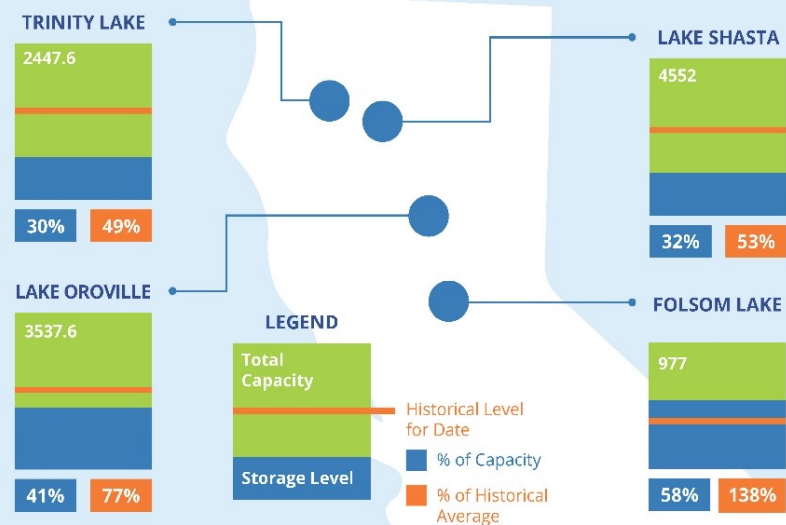 TRINITY LAKE
2447.6
30% 49%
LAKE SHASTA
4552
32% 53%
LAKE OROVILLE
3537.6
41% 77%
LEGEND
Total
Capacity
Historical Level
for Date
Storage Level
% of Capacity
% of Historical
Average
FOLSOM LAKE
977
58% 138%